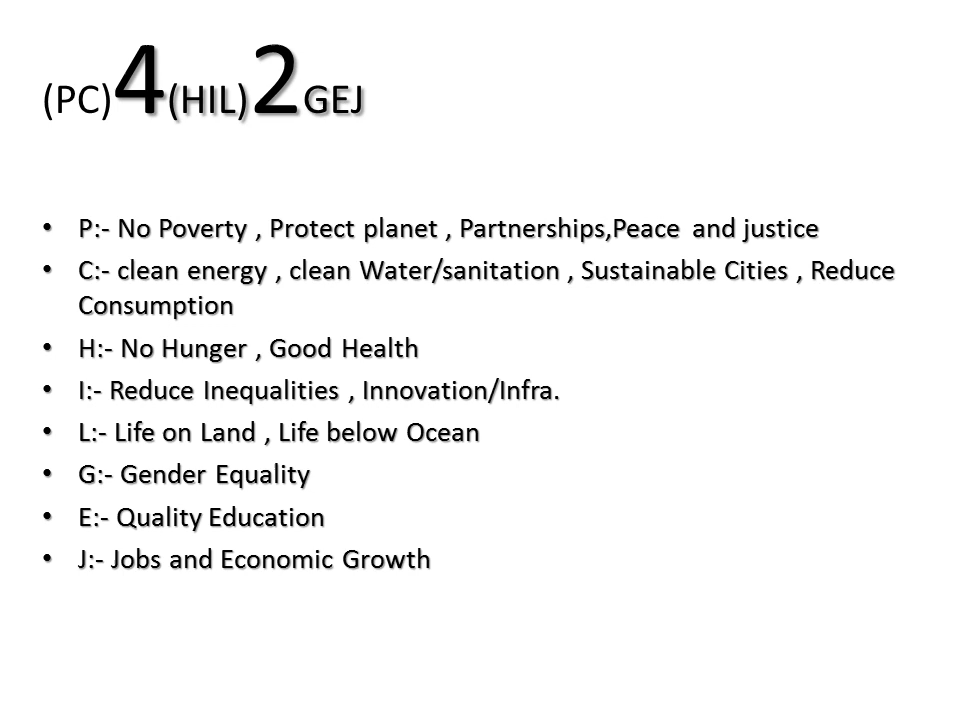 (PC)4(HIL)2GEJ
• P:- No Poverty , Protect planet , Partnerships,Peace and justice
• C:- clean energy , clean Water/sanitation , Sustainable Cities , Reduce
Consumption
• H:- No Hunger , Good Health
• I:- Reduce Inequalities , Innovation/Infra.
• L:- Life on Land , Life below Ocean
• G:- Gender Equality
• E:- Quality Education
• J:- Jobs and Economic Growth